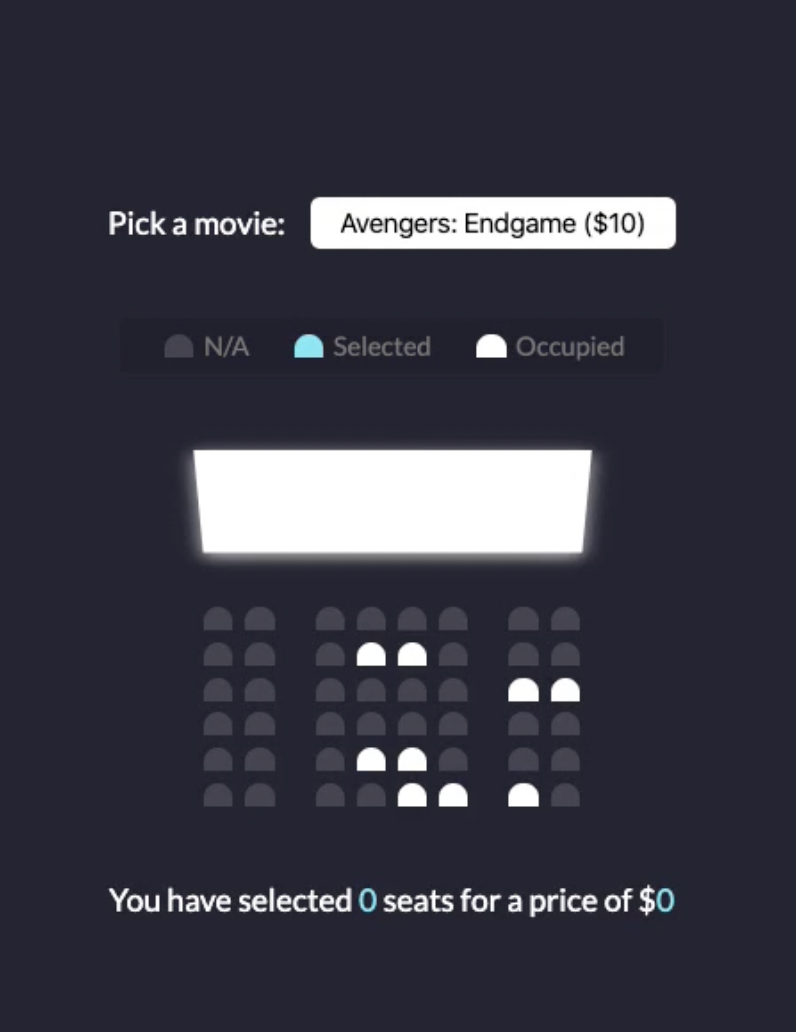 Pick a movie: Avengers: Endgame ($10)
N/A Selected Occupied
You have selected 0 seats for a price of $0